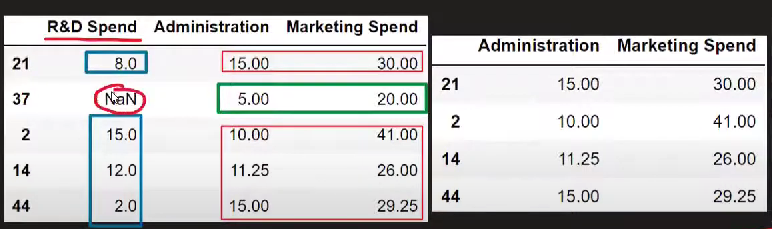 R&D Spend Administration Marketing Spend
21 8.0 15.00 30.00
37 NaN 5.00 20.00
2 15.0 10.00 41.00
14 12.0 11.25 26.00
44 2.0 15.00 29.25
Administration Marketing Spend
21 15.00 30.00
2 10.00 41.00
14 11.25 26.00
44 15.00 29.25